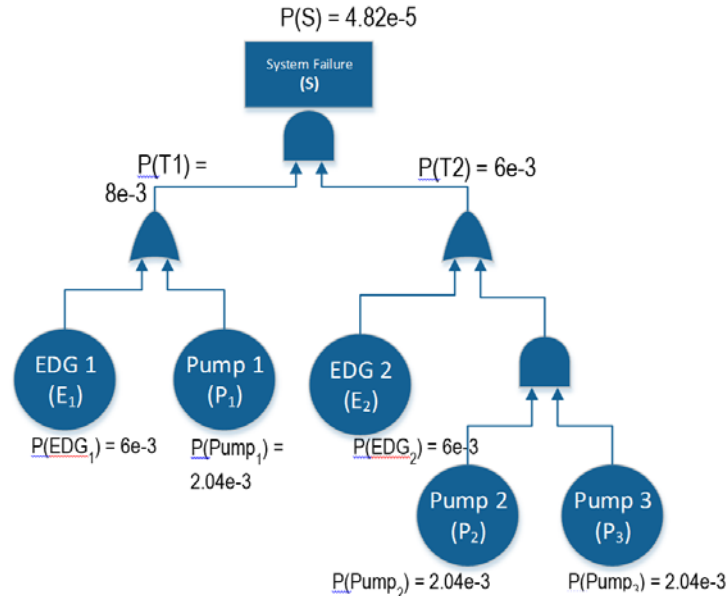 P(S) = 4.82e-5
System Failure
(S)
P(T1) =
8e-3
P(T2) = 6e-3
EDG 1
(E₁)
Pump 1
(P₁)
EDG 2
(E₂)
P(EDG₁) = 6e-3
P(Pump₁) =
2.04e-3
P(EDG₂) = 6e-3
Pump 2
(P₂)
Pump 3
(P₃)
P(Pump₂) = 2.04e-3
P(Pump₃) = 2.04e-3